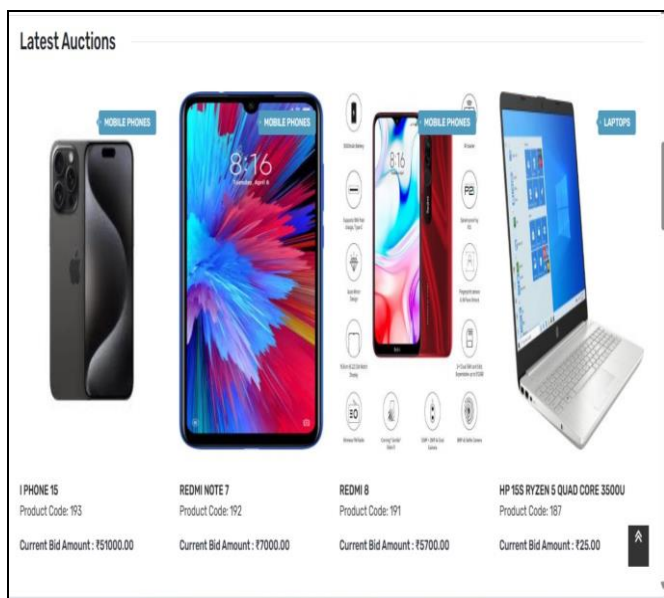 Latest Auctions
MOBILE PHONES
MOBILE PHONES
MOBILE PHONES
LAPTOPS
8:16
8:16
I PHONE 15
Product Code: 193
Current Bid Amount : ₹51000.00
REDMI NOTE 7
Product Code: 192
Current Bid Amount : ₹7000.00
REDMI 8
Product Code: 191
Current Bid Amount : ₹5700.00
HP 15S RYZEN 5 QUAD CORE 3500U
Product Code: 187
Current Bid Amount : ₹25.00